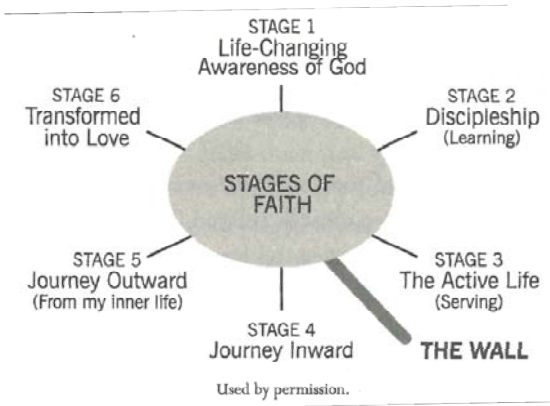 STAGE 1
Life-Changing
Awareness of God
STAGE 2
Discipleship
(Learning)
STAGE 3
The Active Life
(Serving)
THE WALL
STAGE 4
Journey Inward
STAGE 5
Journey Outward
(From my inner life)
STAGE 6
Transformed
into Love
STAGES OF
FAITH
Used by permission.